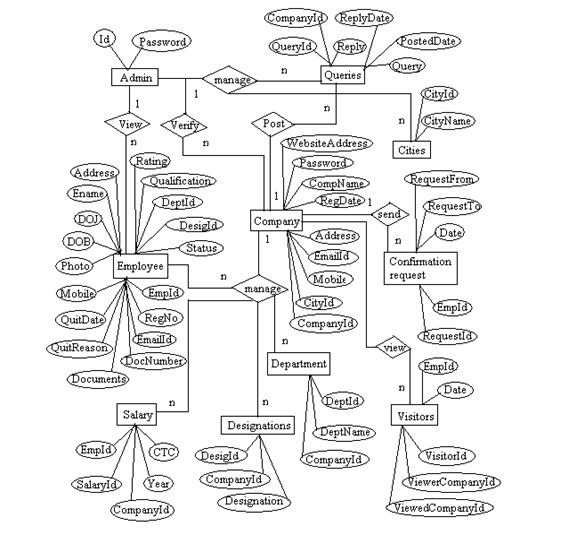 CompanyId
ReplyDate
Id
Password
QueryId
Reply
PostedDate
Query
Admin
manage
n
Queries
1
1
n
n
CityId
View
Verify
Post
CityName
n
n
Cities
WebsiteAddress
Rating
Password
RequestFrom
Address
Qualification
CompName
Ename
DeptId
RegDate
RequestTo
1
1
send
DOJ
DesigId
Company
Date
DOB
Status
1
Address
n
n
Photo
Employee
EmailId
Confirmation
request
n
manage
Mobile
Mobile
EmpId
CityId
EmpId
QuitDate
RegNo
CompanyId
QuitReason
EmailId
n
RequestId
DocNumber
view
Documents
Department
EmpId
n
Date
n
n
DeptId
Salary
Designations
Visitors
DeptName
EmpId
CTC
DesigId
CompanyId
VisitorId
SalaryId
Year
CompanyId
ViewerCompanyId
CompanyId
Designation
ViewedCompanyId